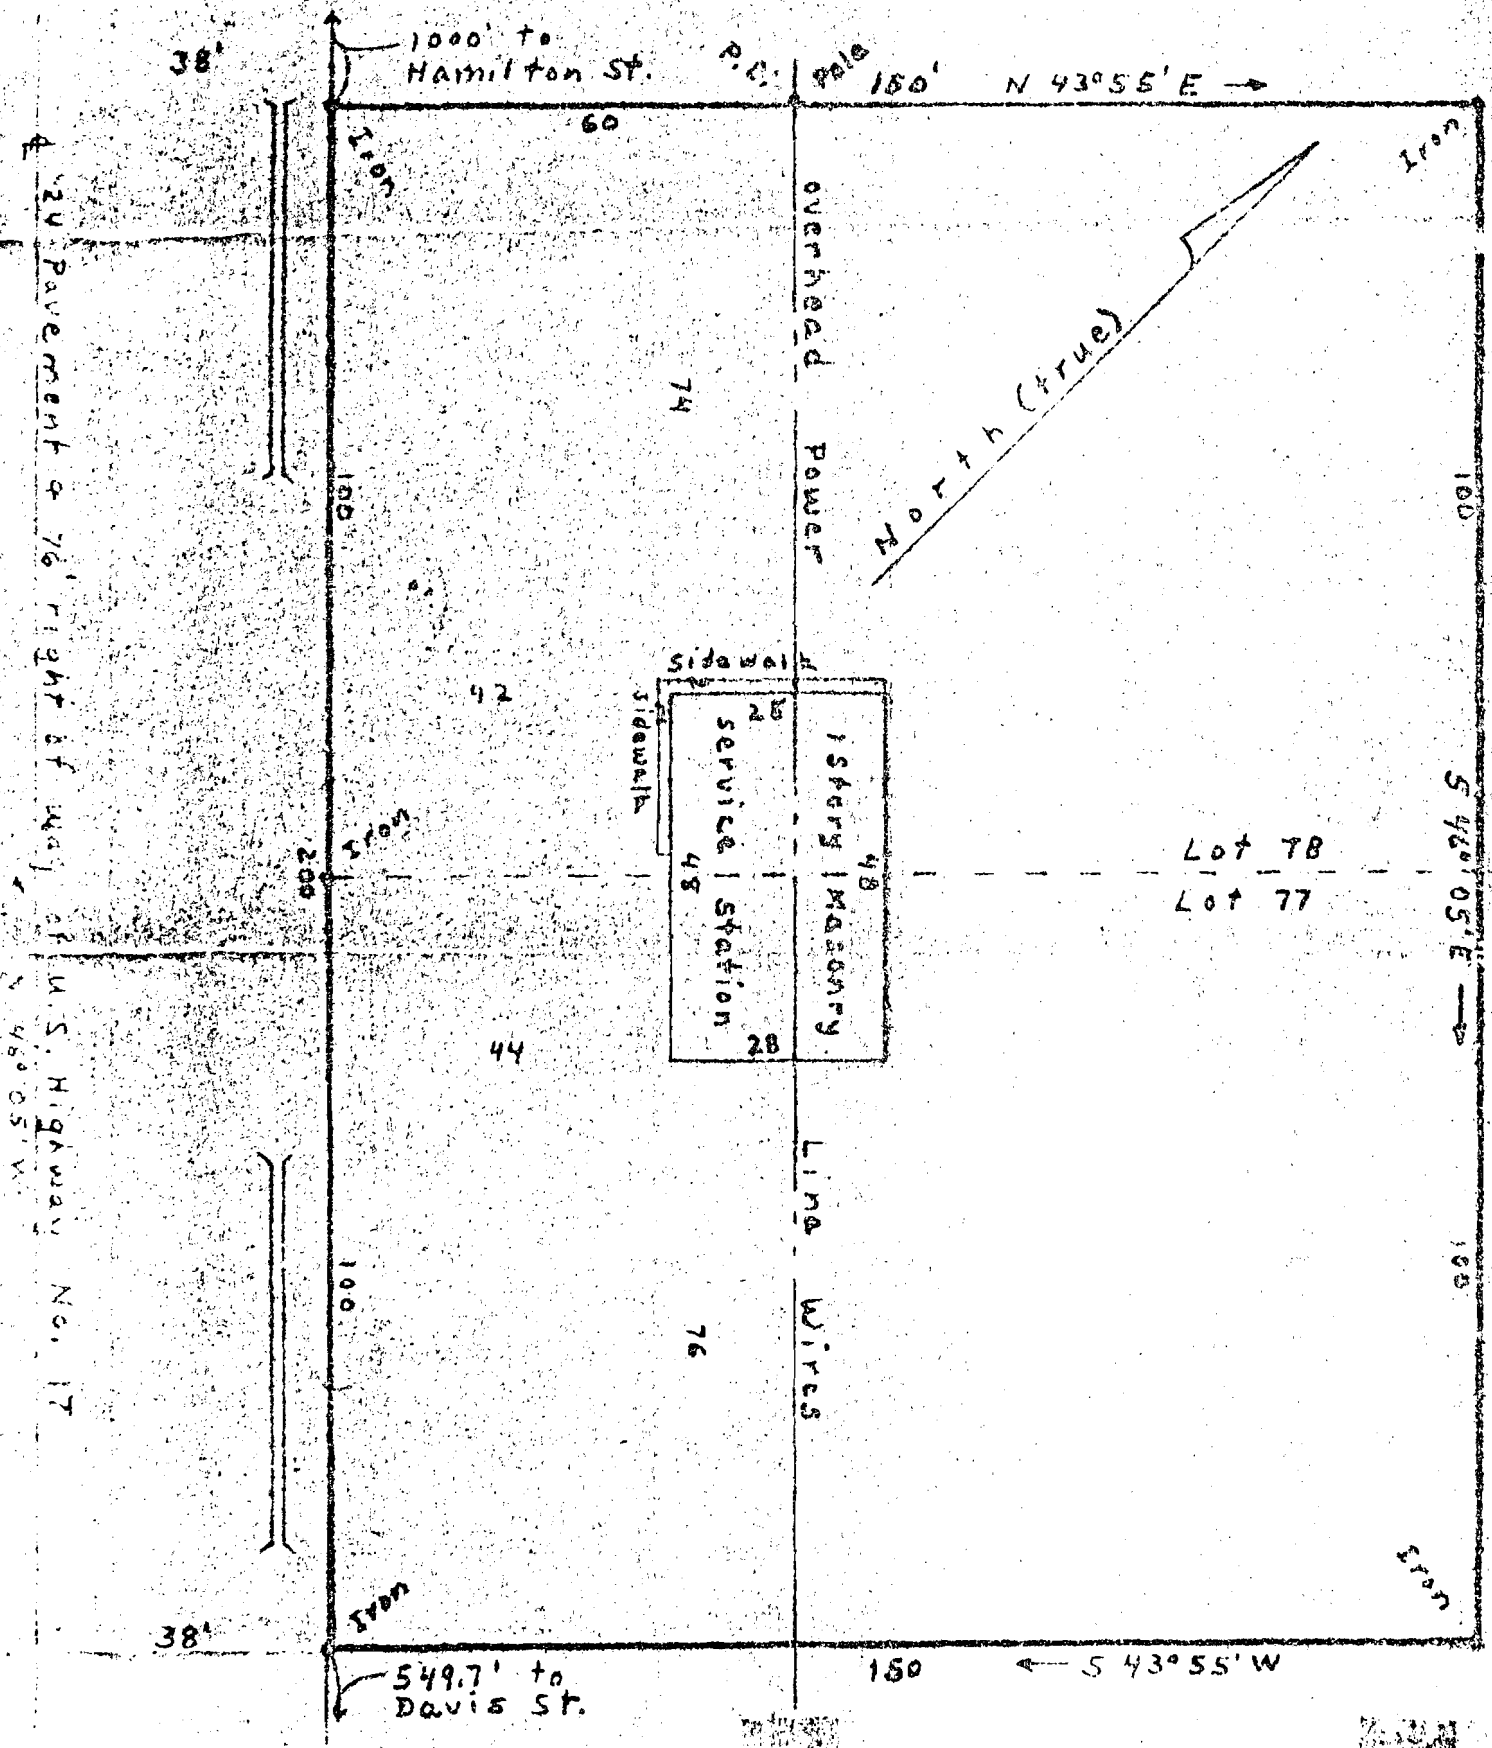 38'
1000' to
Hamilton St.
P.C. Pole
150' N 43°55' E →
60
Iron
Iron
overhead Power Line Wires
North (true)
74
100
100
42
Sidewalk
Sidewalk
28
1 Story Masonry
Service Station
48
48
28
Iron
200
Lot 78
Lot 77
S 46°05' E →
44
76
100
100
℄ 24' Pavement & 76' right of way of U.S. Highway No. 17
N 46°05' W
38'
Iron
Iron
549.7' to
Davis St.
150 ← S 43°55' W